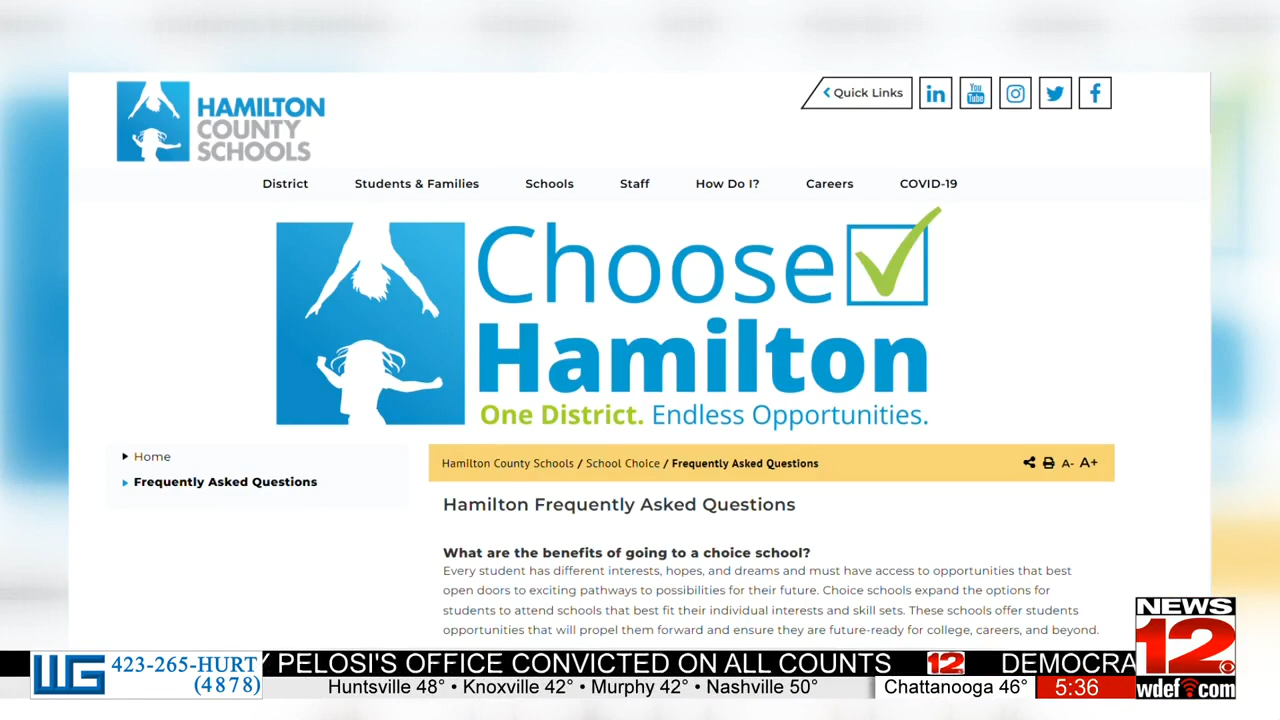 HAMILTON
COUNTY
SCHOOLS
Quick Links
in
You
Tube
District
Students & Families
Schools
Staff
How Do I?
Careers
COVID-19
Choose
Hamilton
One District. Endless Opportunities.
Home
Frequently Asked Questions
Hamilton County Schools / School Choice / Frequently Asked Questions
A- A+
Hamilton Frequently Asked Questions
What are the benefits of going to a choice school?
Every student has different interests, hopes, and dreams and must have access to opportunities that best
open doors to exciting pathways to possibilities for their future. Choice schools expand the options for
students to attend schools that best fit their individual interests and skill sets. These schools offer students
opportunities that will propel them forward and ensure they are future-ready for college, careers, and beyond.
WG
423-265-HURT
(4878)
Y PELOSI'S OFFICE CONVICTED ON ALL COUNTS
12
DEMOCRA
Huntsville 48° • Knoxville 42° • Murphy 42° • Nashville 50°
Chattanooga 46°
5:36
NEWS
12
wdef.com